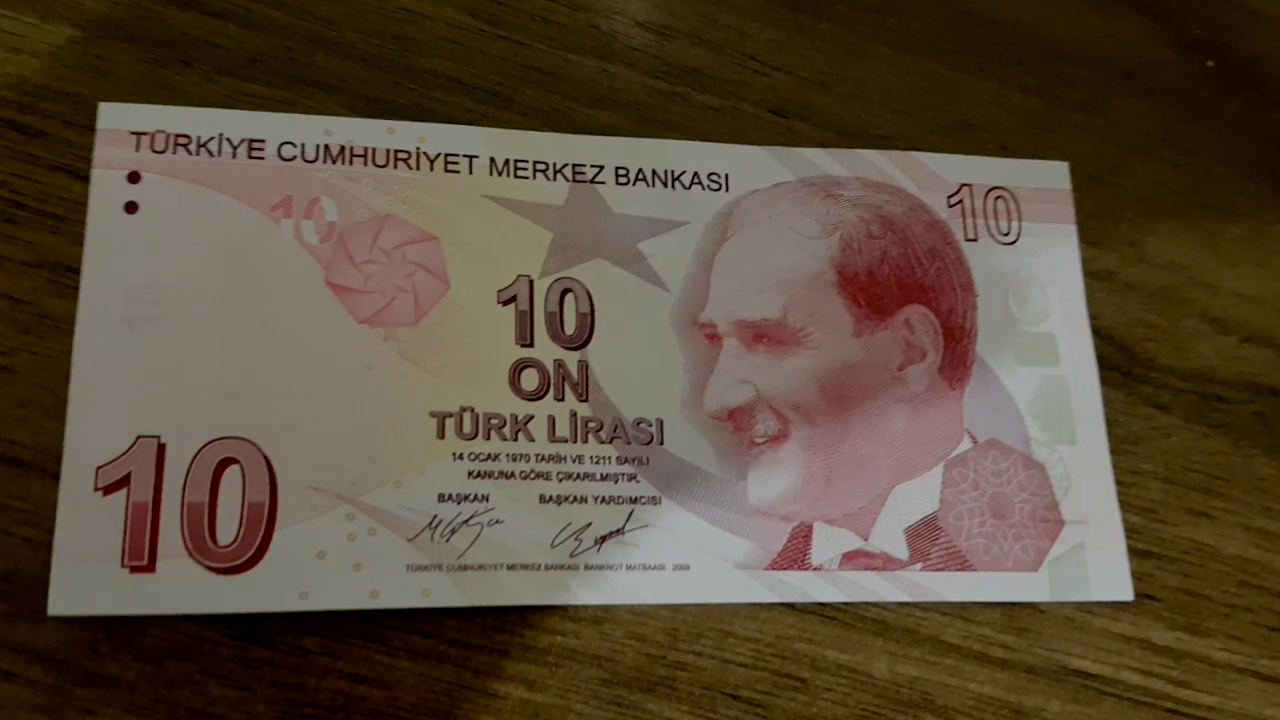 TÜRKİYE CUMHURİYET MERKEZ BANKASI
10
10
10
ON
TÜRK LİRASI
14 OCAK 1970 TARİH VE 1211 SAYILI
KANUNA GÖRE ÇIKARILMIŞTIR.
BAŞKAN BAŞKAN YARDIMCISI
10
TÜRKİYE CUMHURİYET MERKEZ BANKASI BANKNOT MATBAASI 2009